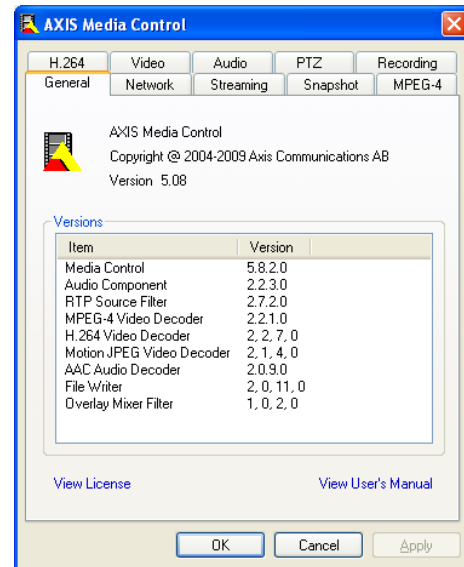 AXIS Media Control
H.264 Video Audio PTZ Recording
General Network Streaming Snapshot MPEG-4
AXIS Media Control
Copyright @ 2004-2009 Axis Communications AB
Version 5.08
Versions
Item Version
Media Control 5.8.2.0
Audio Component 2.2.3.0
RTP Source Filter 2.7.2.0
MPEG-4 Video Decoder 2.2.1.0
H.264 Video Decoder 2, 2, 7, 0
Motion JPEG Video Decoder 2, 1, 4, 0
AAC Audio Decoder 2.0.9.0
File Writer 2, 0, 11, 0
Overlay Mixer Filter 1, 0, 2, 0
View License View User's Manual
OK Cancel Apply